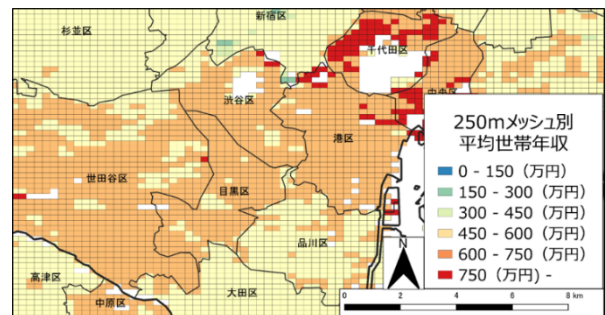 新宿区
杉並区
千代田区
中央区
渋谷区
港区
世田谷区
目黒区
品川区
高津区
大田区
中原区
250mメッシュ別
平均世帯年収
0 - 150（万円）
150 - 300（万円）
300 - 450（万円）
450 - 600（万円）
600 - 750（万円）
750（万円）-
N
0 2 4 6 8 km